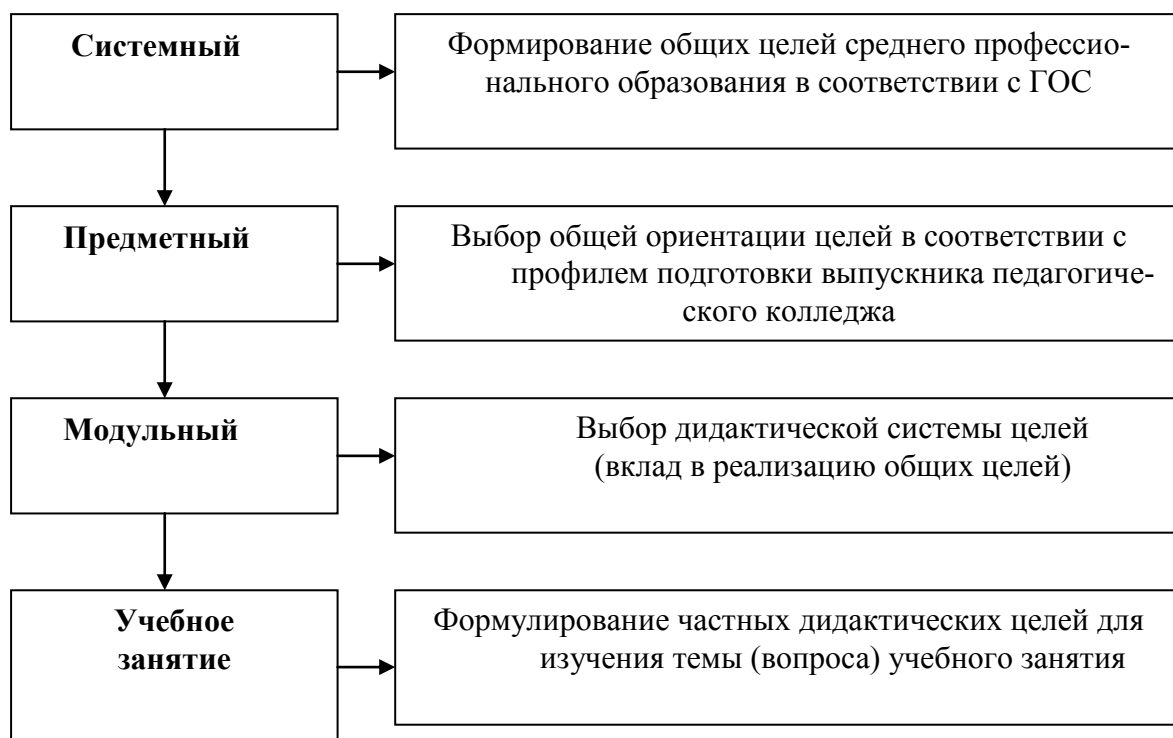 Системный
Формирование общих целей среднего профессио-
нального образования в соответствии с ГОС
Предметный
Выбор общей ориентации целей в соответствии с
профилем подготовки выпускника педагогиче-
ского колледжа
Модульный
Выбор дидактической системы целей
(вклад в реализацию общих целей)
Учебное
занятие
Формулирование частных дидактических целей для
изучения темы (вопроса) учебного занятия